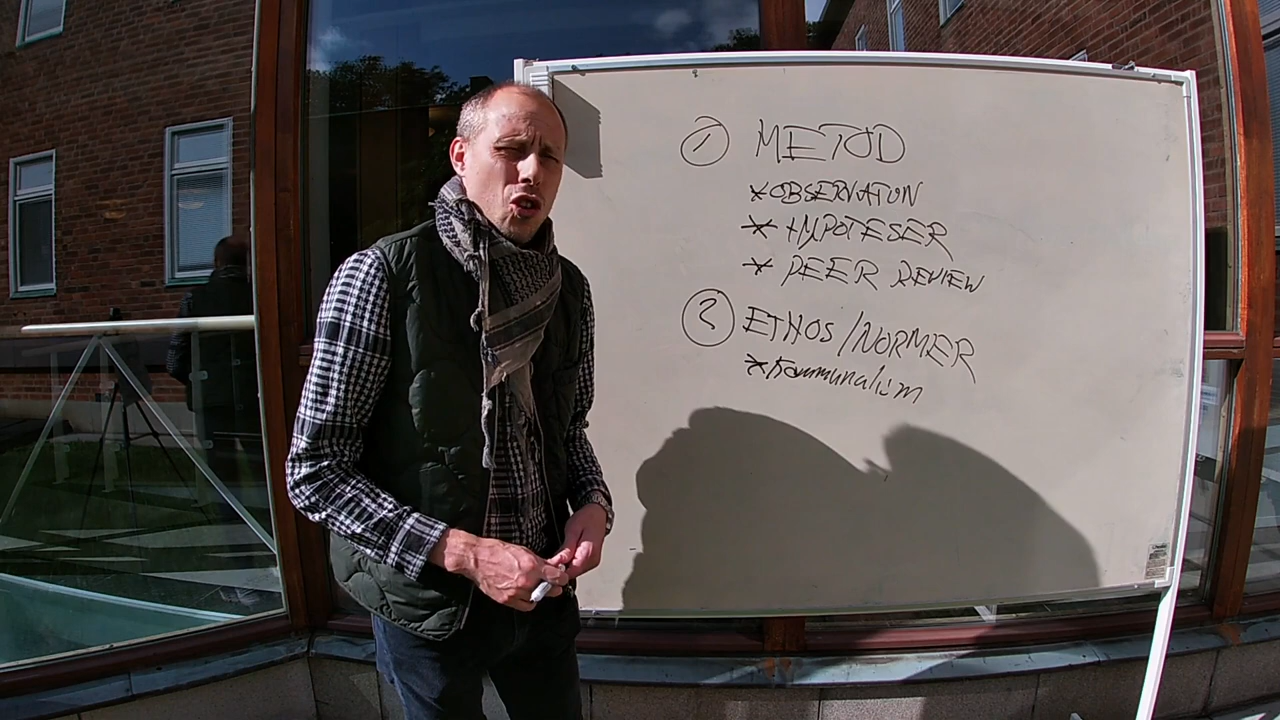 ① METOD
* OBSERVATION
* HYPOTESER
* PEER REVIEW
② ETHOS/NORMER
* Kommunalism